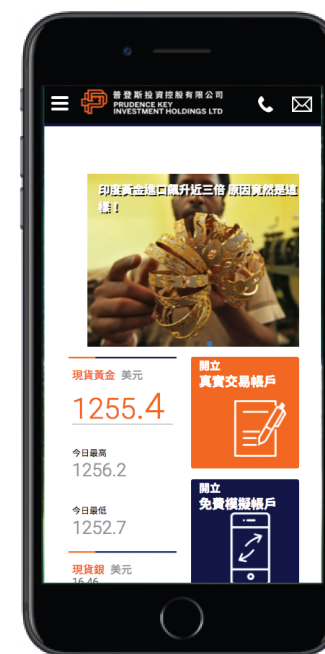 普登斯投資控股有限公司
PRUDENCE KEY
INVESTMENT HOLDINGS LTD
印度黃金進口飆升近三倍 原因竟然是這
樣！
現貨黃金 美元
1255.4
今日最高
1256.2
今日最低
1252.7
現貨銀 美元
16.46
開立
真實交易帳戶
開立
免費模擬帳戶